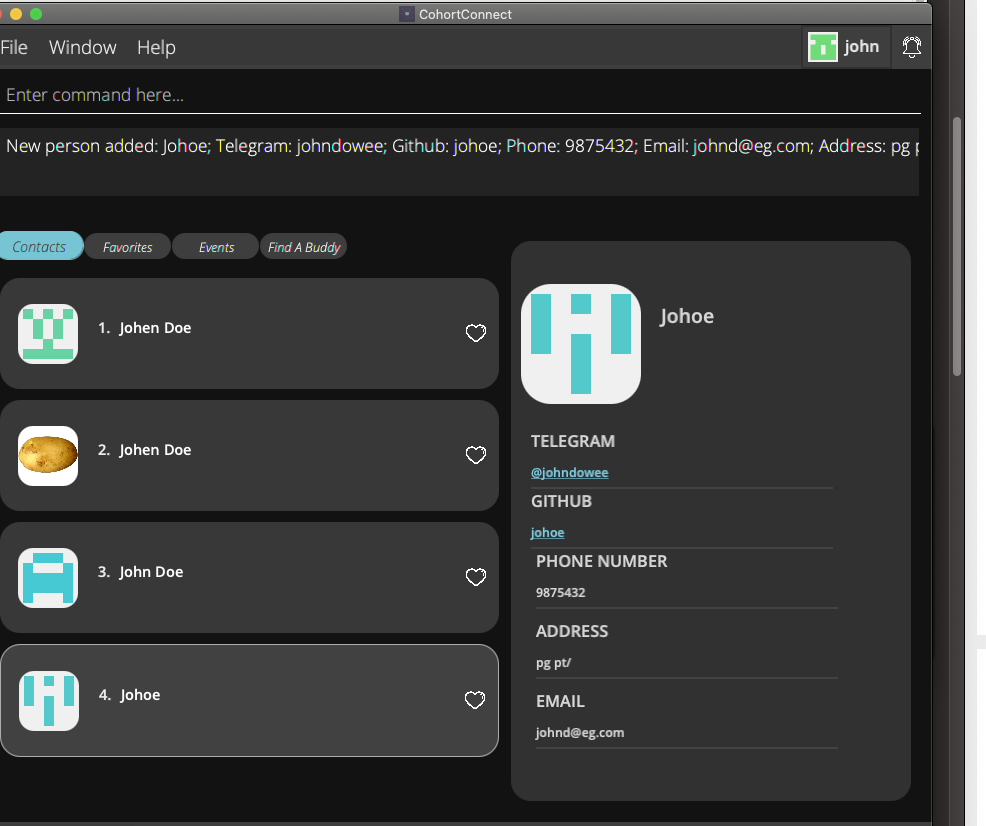 CohortConnect
File Window Help john
Enter command here...
New person added: Johoe; Telegram: johndowee; Github: johoe; Phone: 9875432; Email: johnd@eg.com; Address: pg
Contacts Favorites Events Find A Buddy
1. Johen Doe
2. Johen Doe
3. John Doe
4. Johoe
Johoe
TELEGRAM
@johndowee
GITHUB
johoe
PHONE NUMBER
9875432
ADDRESS
pg pt/
EMAIL
johnd@eg.com